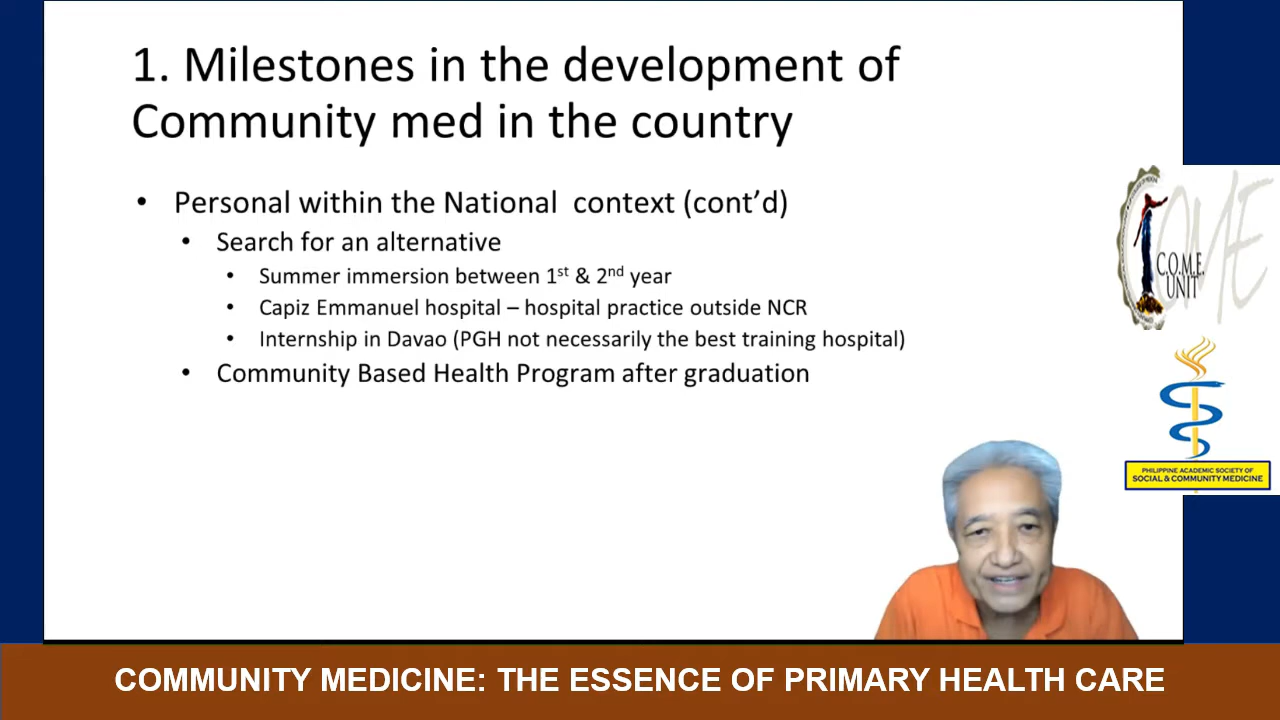 1. Milestones in the development of
Community med in the country
• Personal within the National context (cont'd)
• Search for an alternative
• Summer immersion between 1st & 2nd year
• Capiz Emmanuel hospital – hospital practice outside NCR
• Internship in Davao (PGH not necessarily the best training hospital)
• Community Based Health Program after graduation
COME
C.O.M.E.
UNIT
PHILIPPINE ACADEMIC SOCIETY OF
SOCIAL & COMMUNITY MEDICINE
COMMUNITY MEDICINE: THE ESSENCE OF PRIMARY HEALTH CARE